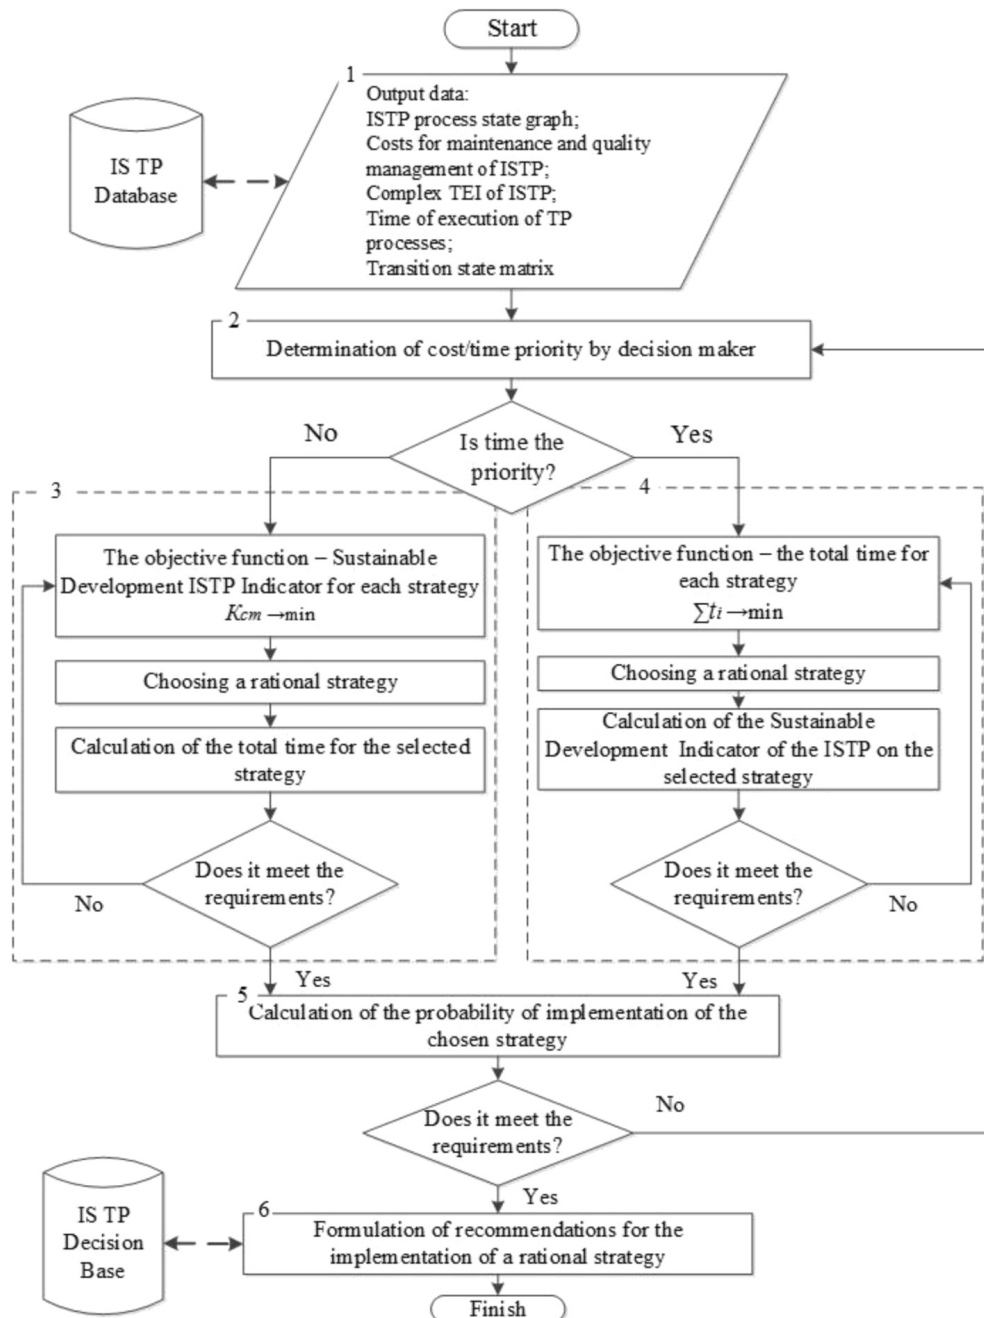 Start
1
Output data:
ISTP process state graph;
Costs for maintenance and quality
management of ISTP;
Complex TEI of ISTP;
Time of execution of TP
processes;
Transition state matrix
IS TP
Database
2
Determination of cost/time priority by decision maker
No
Is time the
priority?
Yes
3
The objective function – Sustainable
Development ISTP Indicator for each strategy
Kcm →min
Choosing a rational strategy
Calculation of the total time for the selected
strategy
Does it meet the
requirements?
No
Yes
4
The objective function – the total time for
each strategy
∑ti →min
Choosing a rational strategy
Calculation of the Sustainable
Development Indicator of the ISTP on the
selected strategy
Does it meet the
requirements?
No
Yes
5
Calculation of the probability of implementation of the
chosen strategy
Does it meet the
requirements?
No
Yes
6
Formulation of recommendations for the
implementation of a rational strategy
IS TP
Decision
Base
Finish